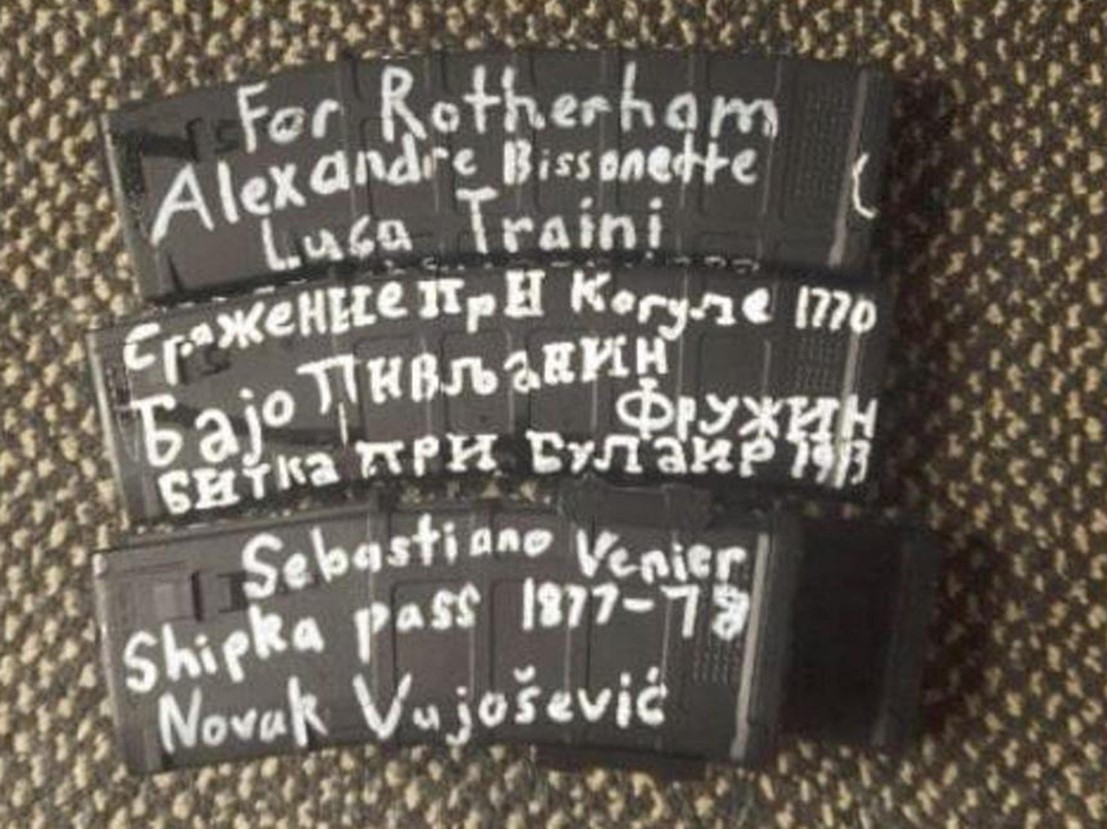 For Rotherham
Alexandre Bissonette
Luca Traini
Сражение при Кагуле 1770
Бајо Пивљанин
Фружин
Битка при Булаир 1913
Sebastiano Venier
Shipka pass 1877-78
Novak Vujošević